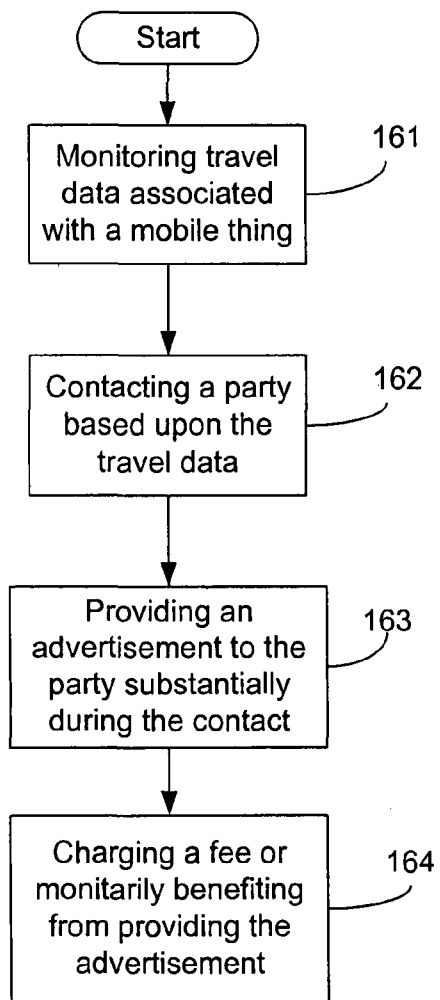 Start
161
Monitoring travel
data associated
with a mobile thing
162
Contacting a party
based upon the
travel data
163
Providing an
advertisement to the
party substantially
during the contact
164
Charging a fee or
monitarily benefiting
from providing the
advertisement